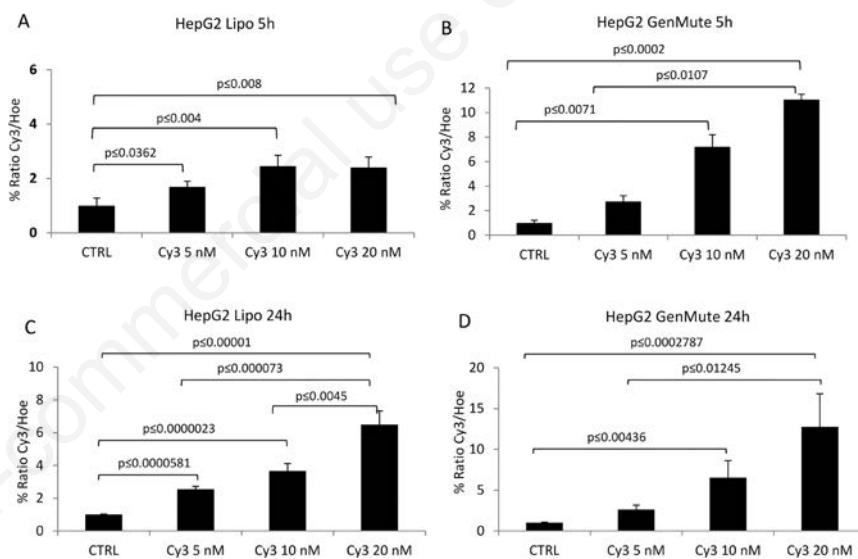 A
HepG2 Lipo 5h
p≤0.008
p≤0.004
p≤0.0362
% Ratio Cy3/Hoe
6
4
2
0
CTRL Cy3 5 nM Cy3 10 nM Cy3 20 nM
B
HepG2 GenMute 5h
p≤0.0002
p≤0.0107
p≤0.0071
% Ratio Cy3/Hoe
12
10
8
6
4
2
0
CTRL Cy3 5 nM Cy3 10 nM Cy3 20 nM
C
HepG2 Lipo 24h
p≤0.00001
p≤0.000073
p≤0.0045
p≤0.0000023
p≤0.0000581
% Ratio Cy3/Hoe
10
8
6
4
2
0
CTRL Cy3 5 nM Cy3 10 nM Cy3 20 nM
D
HepG2 GenMute 24h
p≤0.0002787
p≤0.01245
p≤0.00436
% Ratio Cy3/Hoe
20
15
10
5
0
CTRL Cy3 5 nM Cy3 10 nM Cy3 20 nM
-commercial use